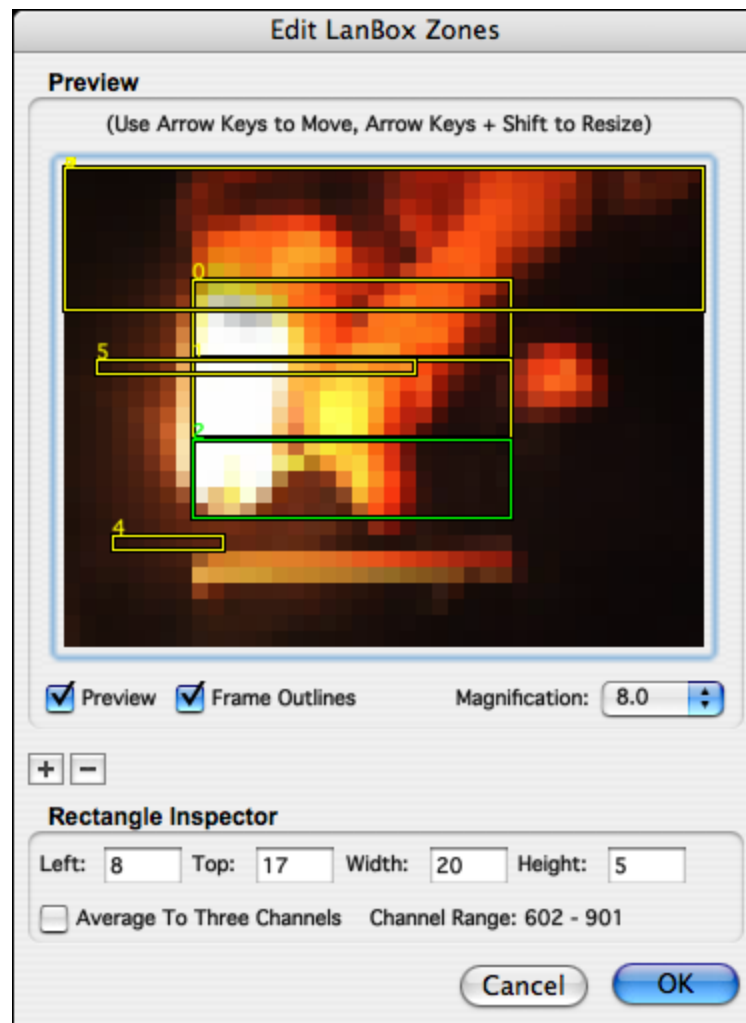 Edit LanBox Zones
Preview
(Use Arrow Keys to Move, Arrow Keys + Shift to Resize)
0
5
1
2
4
Preview Frame Outlines Magnification: 8.0
+ −
Rectangle Inspector
Left: 8 Top: 17 Width: 20 Height: 5
Average To Three Channels Channel Range: 602 - 901
Cancel OK